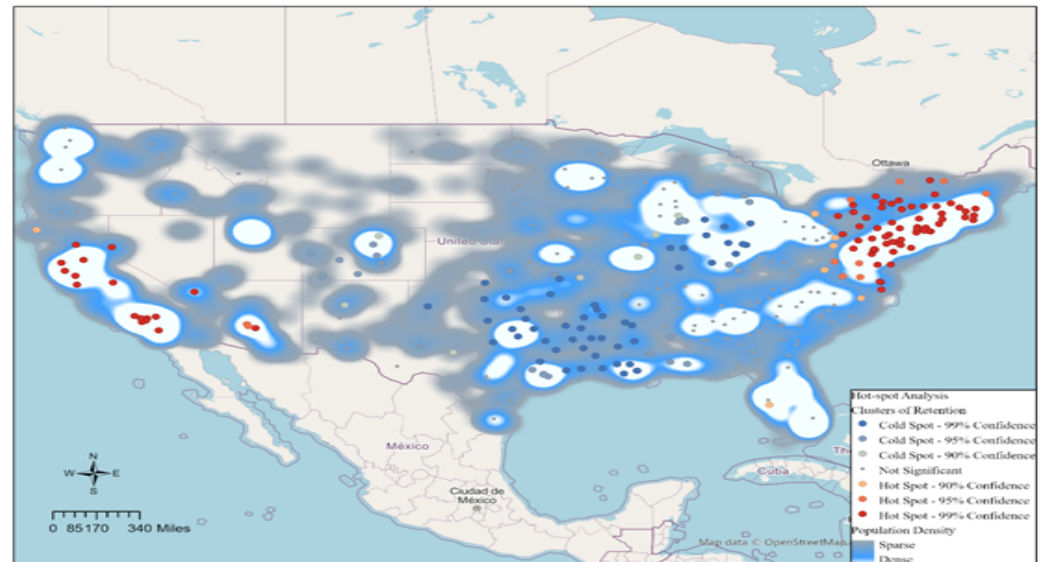 Ottawa
United Sta
México
Ciudad de
México
Cuba
N
W E
S
0 85170 340 Miles
Map data © OpenStreetMap
Hot-spot Analysis
Clusters of Retention
Cold Spot - 99% Confidence
Cold Spot - 95% Confidence
Cold Spot - 90% Confidence
Not Significant
Hot Spot - 90% Confidence
Hot Spot - 95% Confidence
Hot Spot - 99% Confidence
Population Density
Sparse
Dense